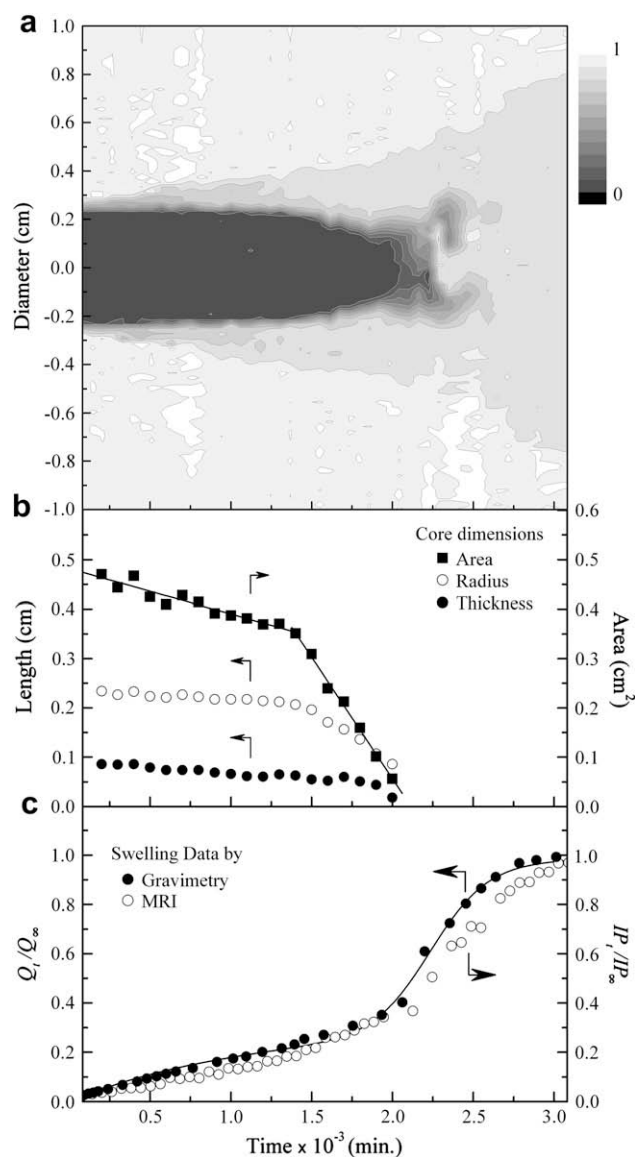 a
1.0
0.8
0.6
0.4
0.2
0.0
-0.2
-0.4
-0.6
-0.8
-1.0
Diameter (cm)
1
0
b
0.5
0.4
0.3
0.2
0.1
0.0
Length (cm)
Core dimensions
Area
Radius
Thickness
0.6
0.5
0.4
0.3
0.2
0.1
0.0
Area (cm²)
c
1.0
0.8
0.6
0.4
0.2
0.0
Qt/Q∞
Swelling Data by
Gravimetry
MRI
1.0
0.8
0.6
0.4
0.2
0.0
IPt/IP∞
0.5 1.0 1.5 2.0 2.5 3.0
Time x 10⁻³ (min.)